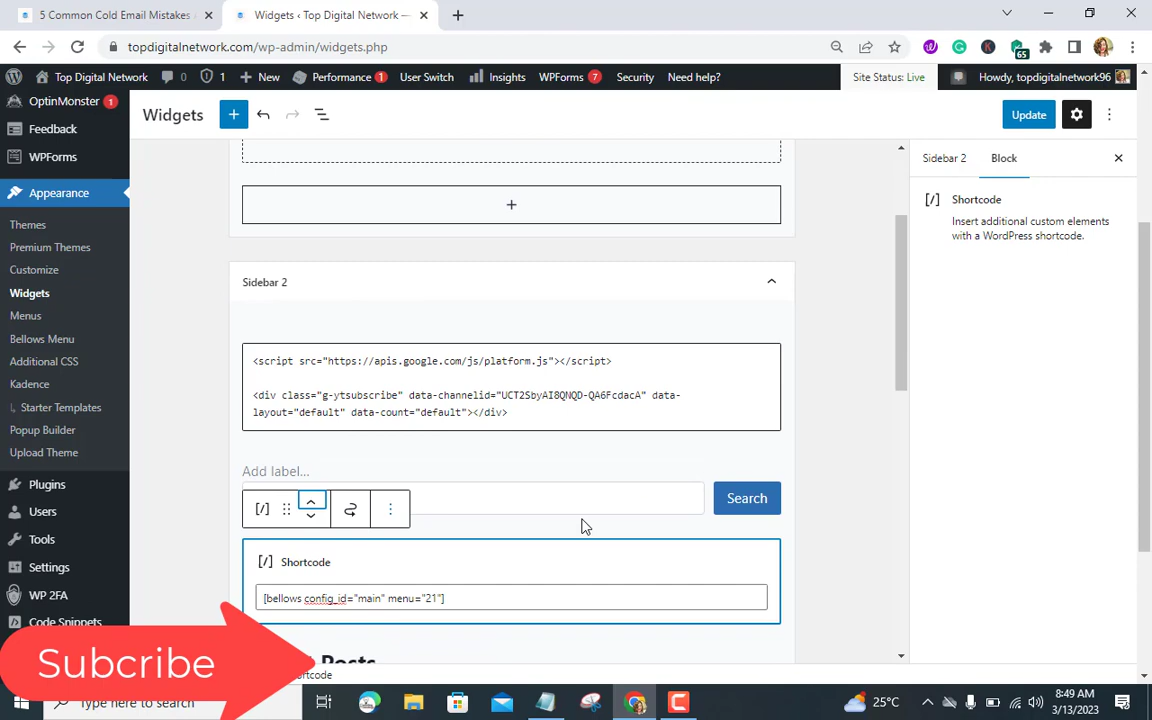 5 Common Cold Email Mistakes
Widgets ‹ Top Digital Network —
topdigitalnetwork.com/wp-admin/widgets.php
65
Top Digital Network
0
1
New
Performance 1
User Switch
Insights
WPForms 7
Security
Need help?
Site Status: Live
Howdy, topdigitalnetwork96
OptinMonster 1
Feedback
WPForms
Appearance
Themes
Premium Themes
Customize
Widgets
Menus
Bellows Menu
Additional CSS
Kadence
↳ Starter Templates
Popup Builder
Upload Theme
Plugins
Users
Tools
Settings
WP 2FA
Code Snippets
Widgets
Update
Sidebar 2
Block
[/] Shortcode
Insert additional custom elements
with a WordPress shortcode.
Sidebar 2
<script src="https://apis.google.com/js/platform.js"></script>
<div class="g-ytsubscribe" data-channelid="UCT2SbyAI8QNQD-QA6FcdacA" data-
layout="default" data-count="default"></div>
Add label...
Search
[/]
[/] Shortcode
[bellows config_id="main" menu="21"]
Posts
Subcribe
Type here to search
25°C
8:49 AM
3/13/2023